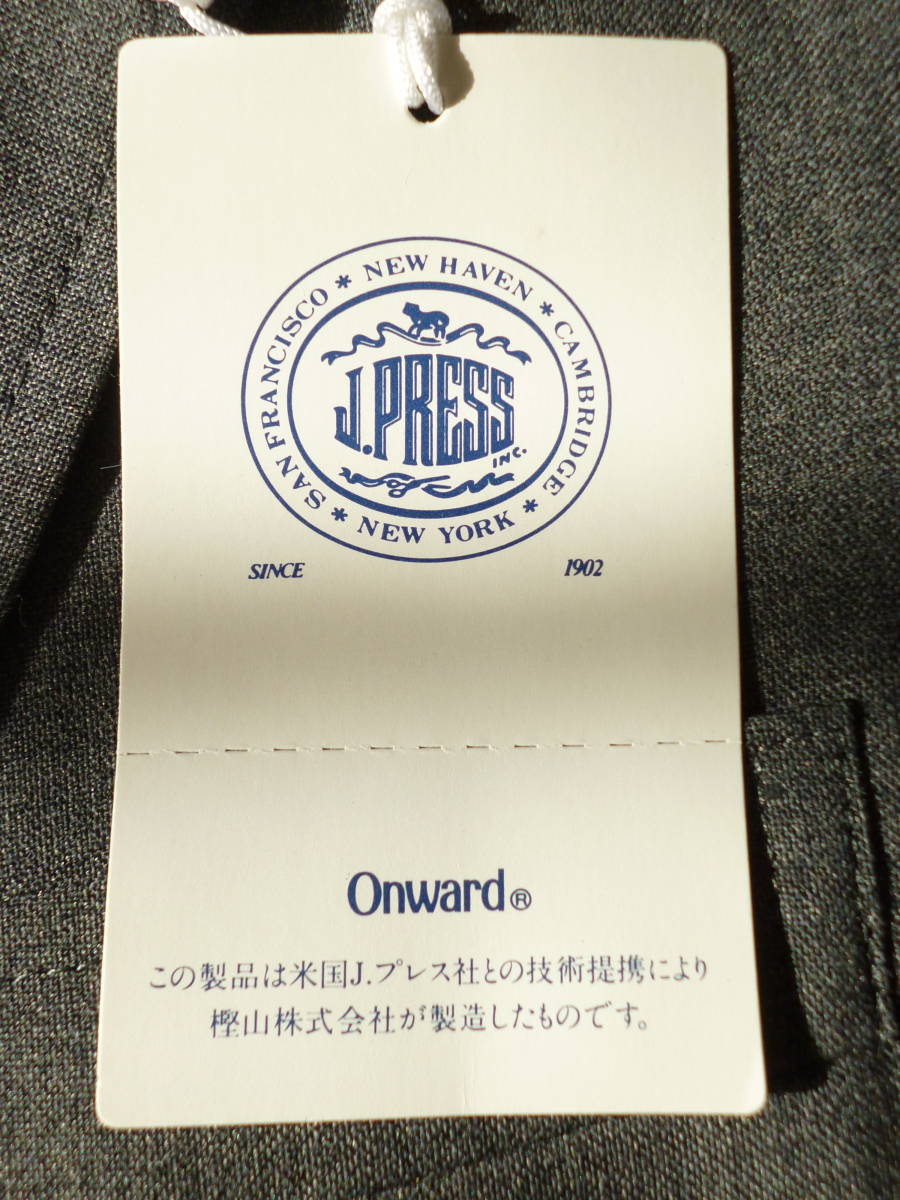 SAN FRANCISCO * NEW HAVEN * CAMBRIDGE * NEW YORK *
J.PRESS
INC.
SINCE 1902
Onward®
この製品は米国J.プレス社との技術提携により
樫山株式会社が製造したものです。